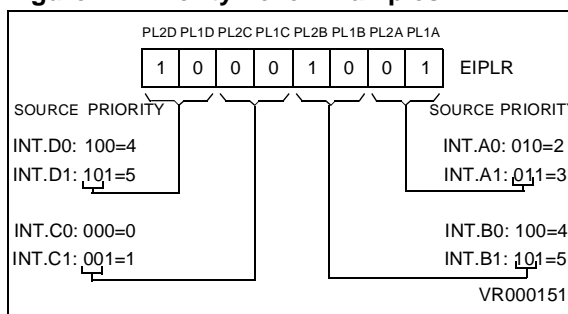 PL2D PL1D PL2C PL1C PL2B PL1B PL2A PL1A
1 0 0 0 1 0 0 1 EIPLR
SOURCE PRIORITY SOURCE PRIORITY
INT.D0: 100=4 INT.A0: 010=2
INT.D1: 101=5 INT.A1: 011=3
INT.C0: 000=0 INT.B0: 100=4
INT.C1: 001=1 INT.B1: 101=5
VR000151